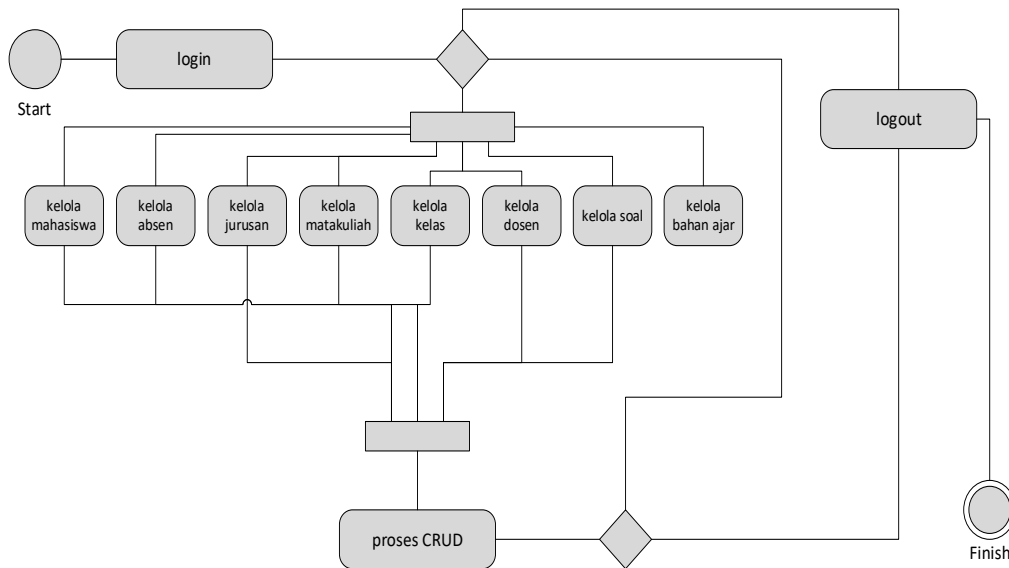 login
Start
logout
kelola
mahasiswa
kelola
absen
kelola
jurusan
kelola
matakuliah
kelola
kelas
kelola
dosen
kelola soal
kelola
bahan ajar
proses CRUD
Finish